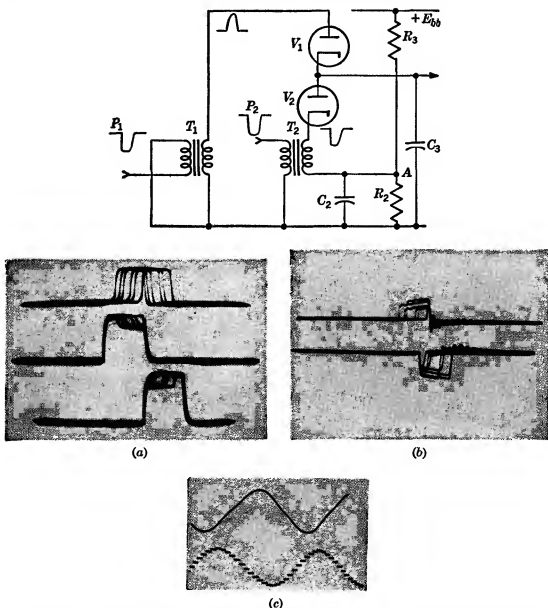 +E_bb
R_3
V_1
V_2
P_1
T_1
P_2
T_2
C_3
A
C_2
R_2
(a)
(b)
(c)